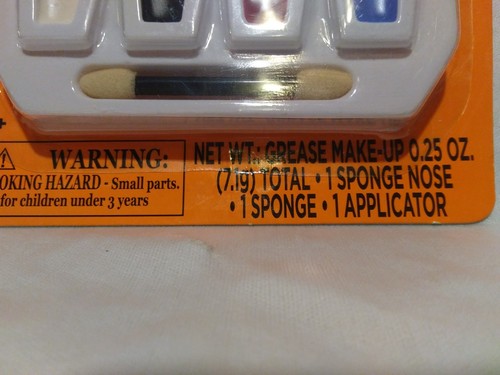 +
WARNING:
OKING HAZARD - Small parts.
for children under 3 years
NET WT: GREASE MAKE-UP 0.25 OZ.
(7.1g) TOTAL • 1 SPONGE NOSE
• 1 SPONGE • 1 APPLICATOR